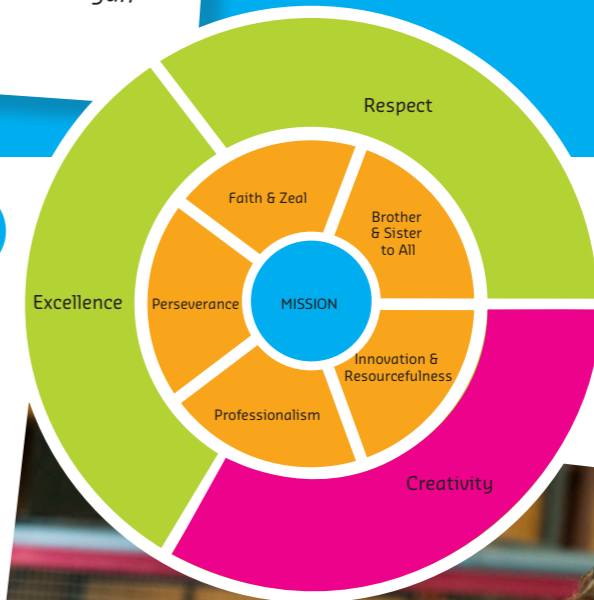 Respect
Faith & Zeal
Brother
& Sister
to All
Excellence
Perseverance
MISSION
Innovation &
Resourcefulness
Professionalism
Creativity